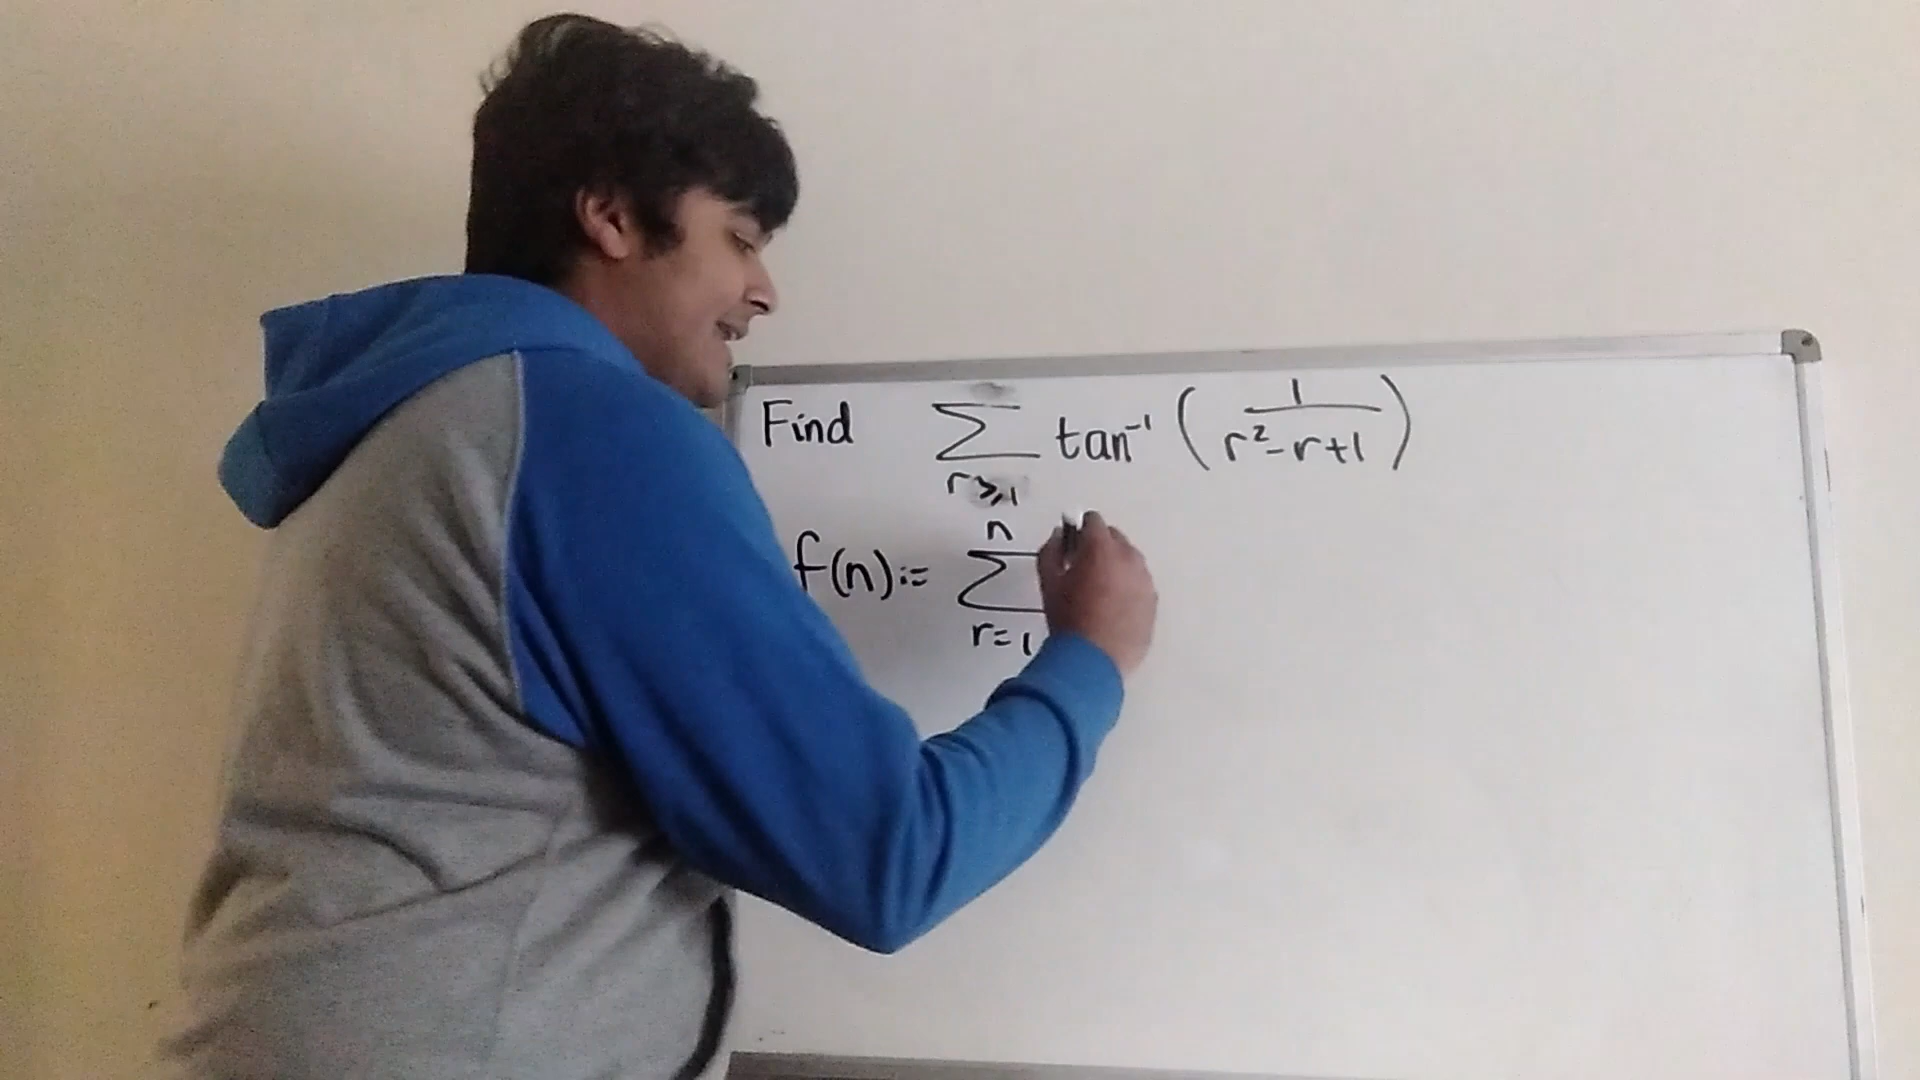 Find ∑ r≥1 tan⁻¹ (1/(r²-r+1))
f(n):= ∑ n r=1